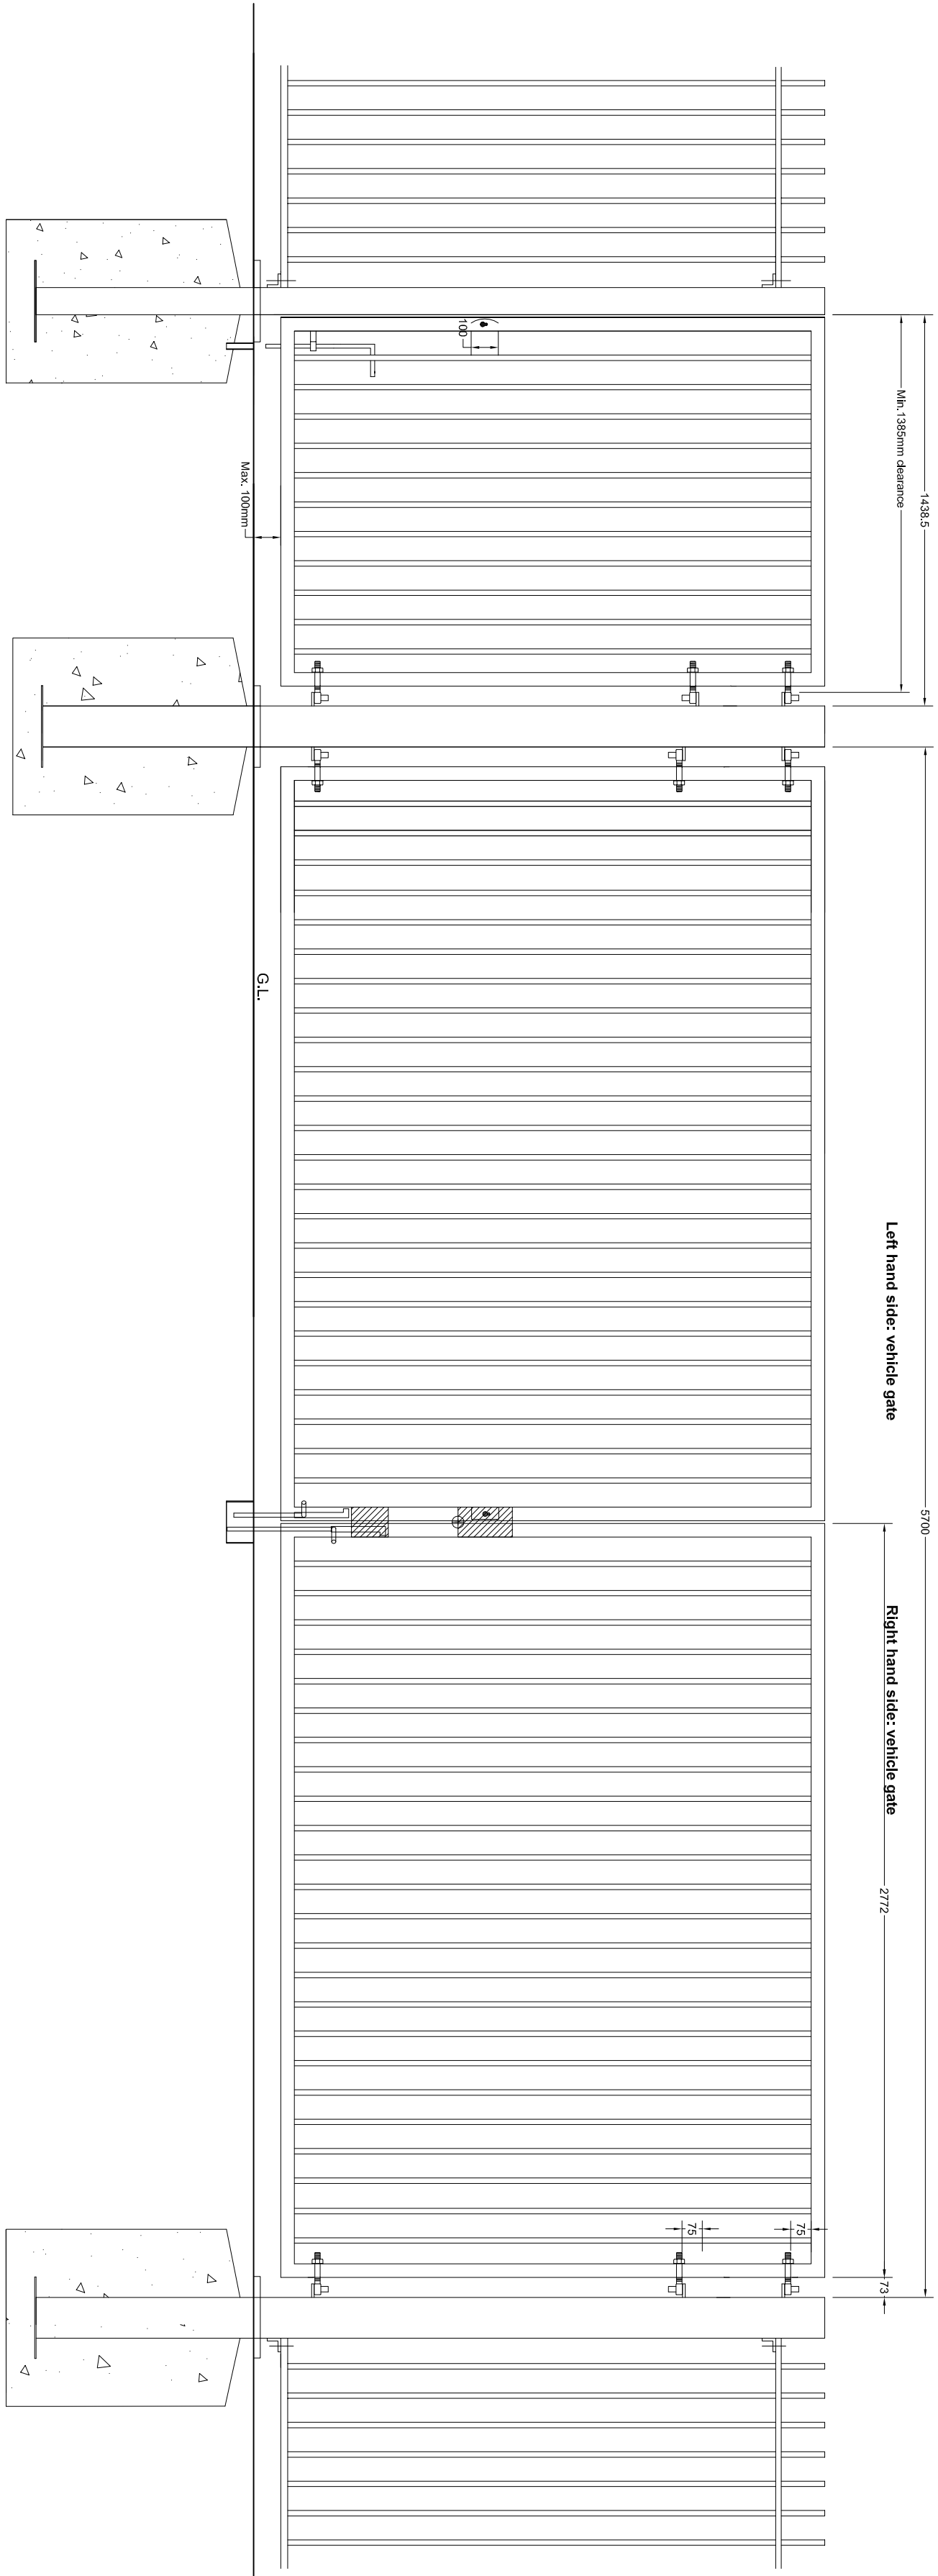 5700
1438.5
Min.1385mm clearance
Left hand side: vehicle gate
Right hand side: vehicle gate
2772
73
75
75
100
Max. 100mm
G.L.